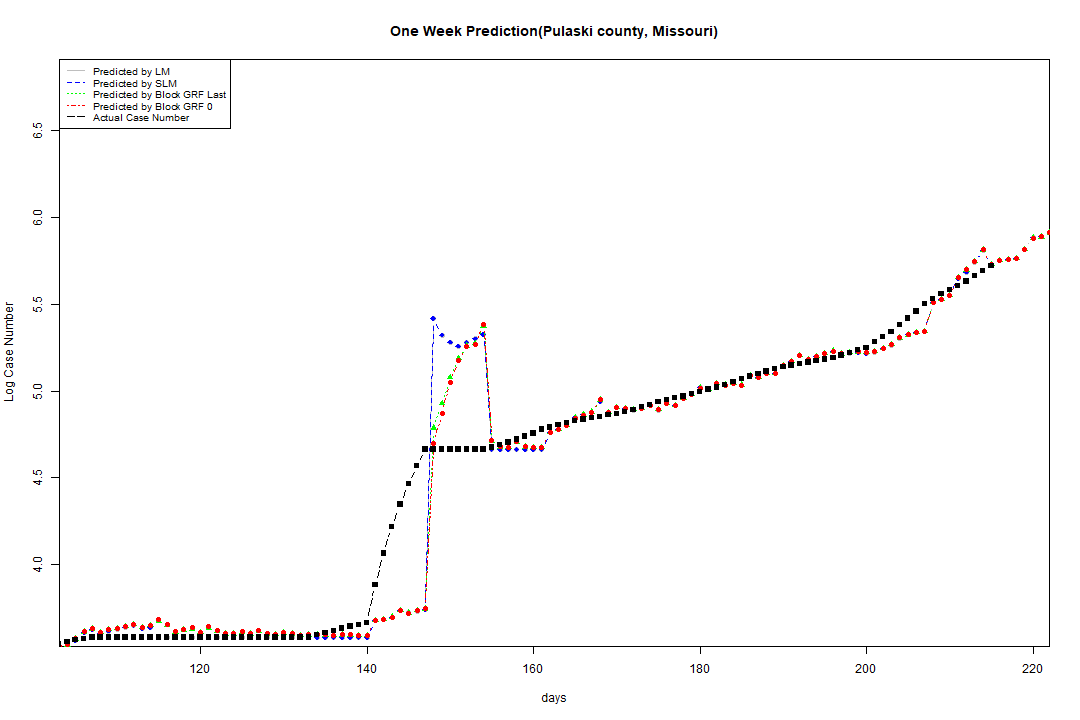 One Week Prediction(Pulaski county, Missouri)
Predicted by LM
Predicted by SLM
Predicted by Block GRF Last
Predicted by Block GRF 0
Actual Case Number
Log Case Number
6.5
6.0
5.5
5.0
4.5
4.0
120 140 160 180 200 220
days